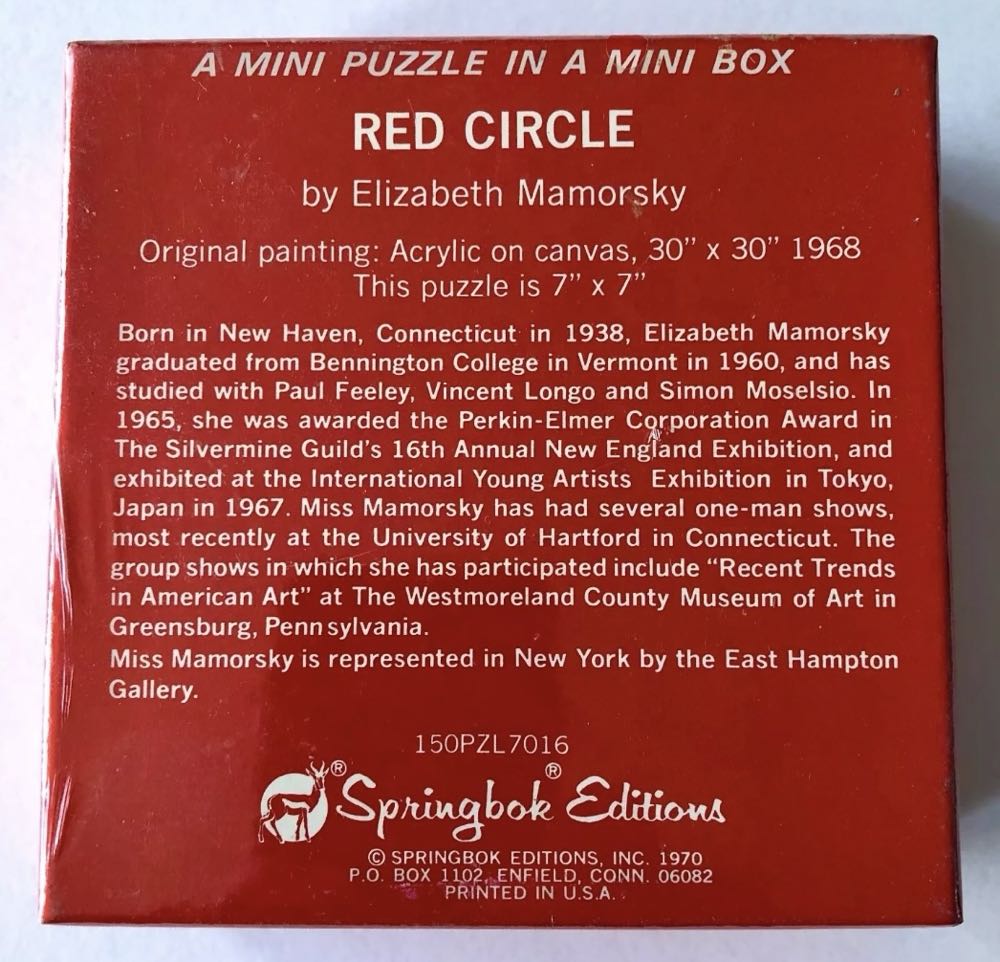 A MINI PUZZLE IN A MINI BOX
RED CIRCLE
by Elizabeth Mamorsky
Original painting: Acrylic on canvas, 30” x 30” 1968
This puzzle is 7” x 7”
Born in New Haven, Connecticut in 1938, Elizabeth Mamorsky
graduated from Bennington College in Vermont in 1960, and has
studied with Paul Feeley, Vincent Longo and Simon Moselsio. In
1965, she was awarded the Perkin-Elmer Corporation Award in
The Silvermine Guild’s 16th Annual New England Exhibition, and
exhibited at the International Young Artists Exhibition in Tokyo,
Japan in 1967. Miss Mamorsky has had several one-man shows,
most recently at the University of Hartford in Connecticut. The
group shows in which she has participated include “Recent Trends
in American Art” at The Westmoreland County Museum of Art in
Greensburg, Pennsylvania.
Miss Mamorsky is represented in New York by the East Hampton
Gallery.
150PZL7016
® Springbok® Editions
© SPRINGBOK EDITIONS, INC. 1970
P.O. BOX 1102, ENFIELD, CONN. 06082
PRINTED IN U.S.A.